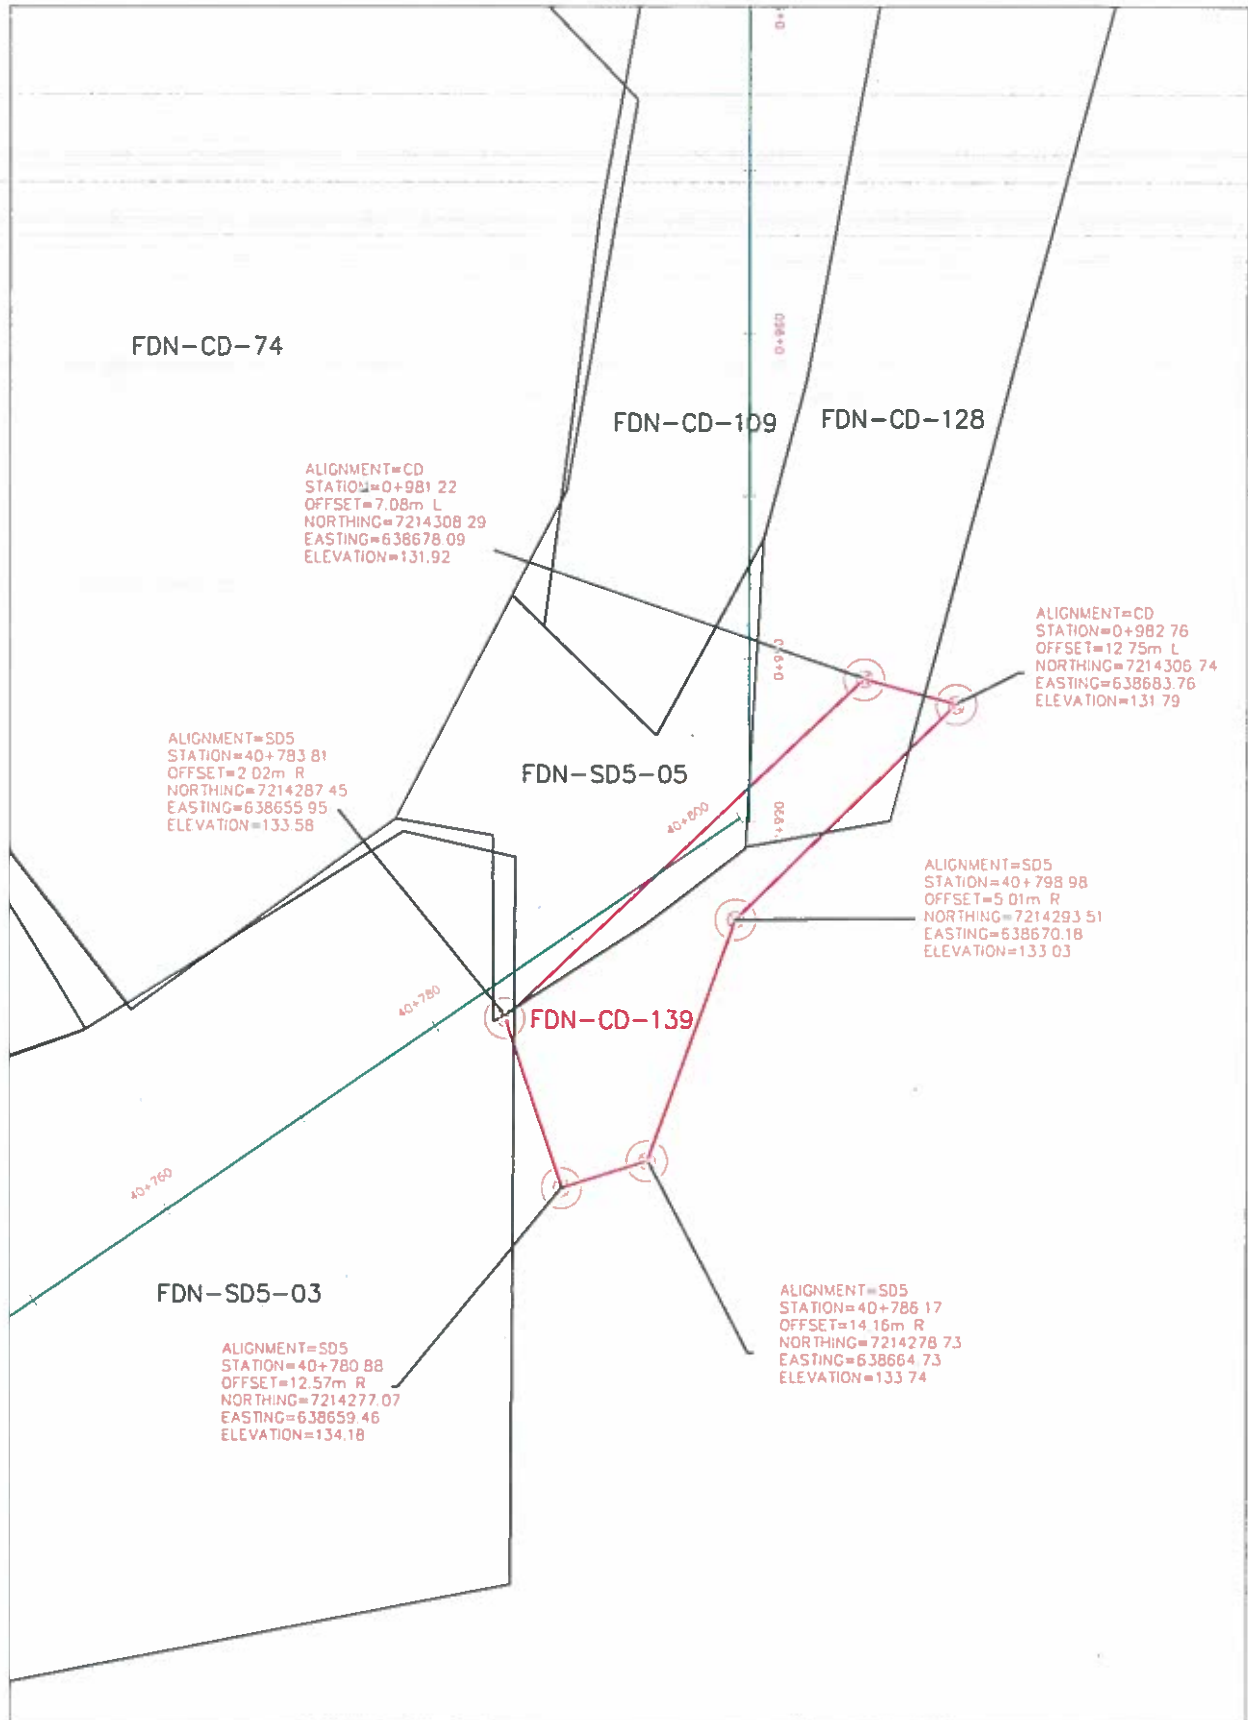 0+960
FDN-CD-74
FDN-CD-109
FDN-CD-128
ALIGNMENT=CD
STATION=0+981 22
OFFSET=7.08m L
NORTHING=7214308 29
EASTING=638678.09
ELEVATION=131.92
ALIGNMENT=CD
STATION=0+982 76
OFFSET=12 75m L
NORTHING=7214306 74
EASTING=638683.76
ELEVATION=131 79
ALIGNMENT=SD5
STATION=40+783 81
OFFSET=2 02m R
NORTHING=7214287 45
EASTING=638655 95
ELEVATION=133.58
FDN-SD5-05
40+800
ALIGNMENT=SD5
STATION=40+798 98
OFFSET=5 01m R
NORTHING=7214293 51
EASTING=638670.18
ELEVATION=133 03
40+780
FDN-CD-139
40+760
FDN-SD5-03
ALIGNMENT=SD5
STATION=40+786 17
OFFSET=14.16m R
NORTHING=7214278 73
EASTING=638664.73
ELEVATION=133 74
ALIGNMENT=SD5
STATION=40+780 88
OFFSET=12.57m R
NORTHING=7214277.07
EASTING=638659.46
ELEVATION=134.18